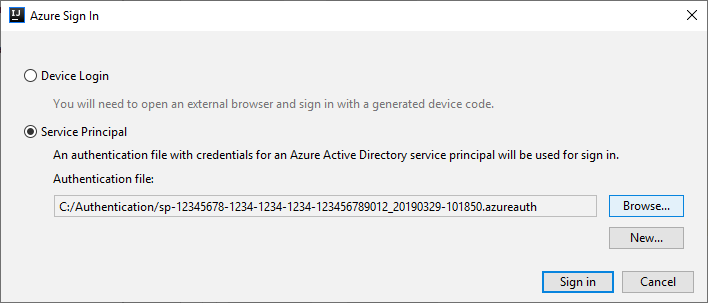 IJ Azure Sign In
Device Login
You will need to open an external browser and sign in with a generated device code.
Service Principal
An authentication file with credentials for an Azure Active Directory service principal will be used for sign in.
Authentication file:
C:/Authentication/sp-12345678-1234-1234-1234-123456789012_20190329-101850.azureauth Browse...
New...
Sign in Cancel